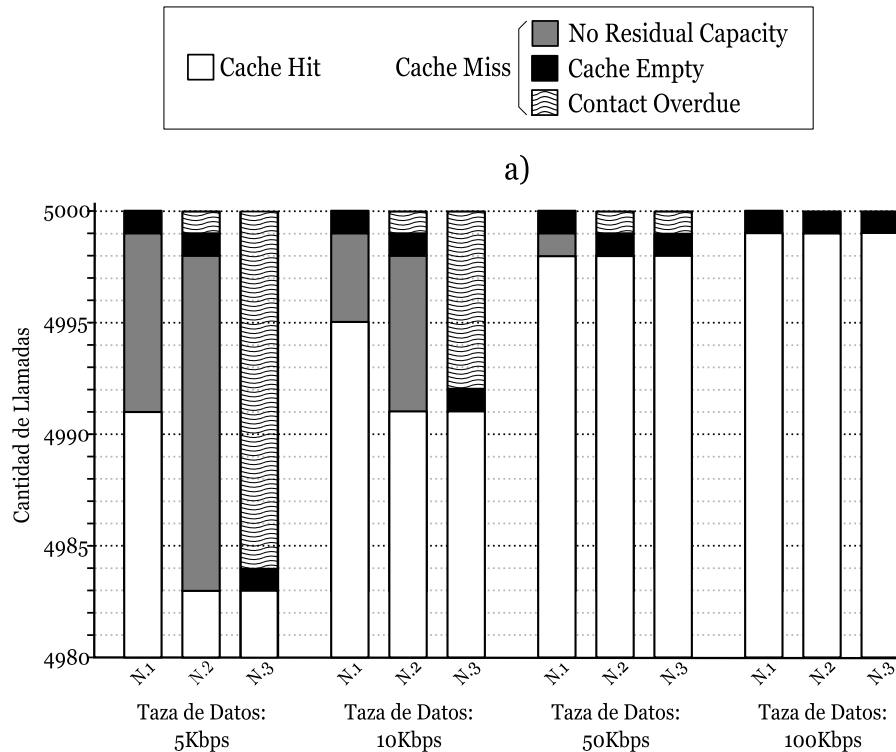 No Residual Capacity
Cache Hit Cache Miss Cache Empty
Contact Overdue
a)
Cantidad de Llamadas
5000
4995
4990
4985
4980
N.1 N.2 N.3 N.1 N.2 N.3 N.1 N.2 N.3 N.1 N.2 N.3
Taza de Datos: Taza de Datos: Taza de Datos: Taza de Datos:
5Kbps 10Kbps 50Kbps 100Kbps